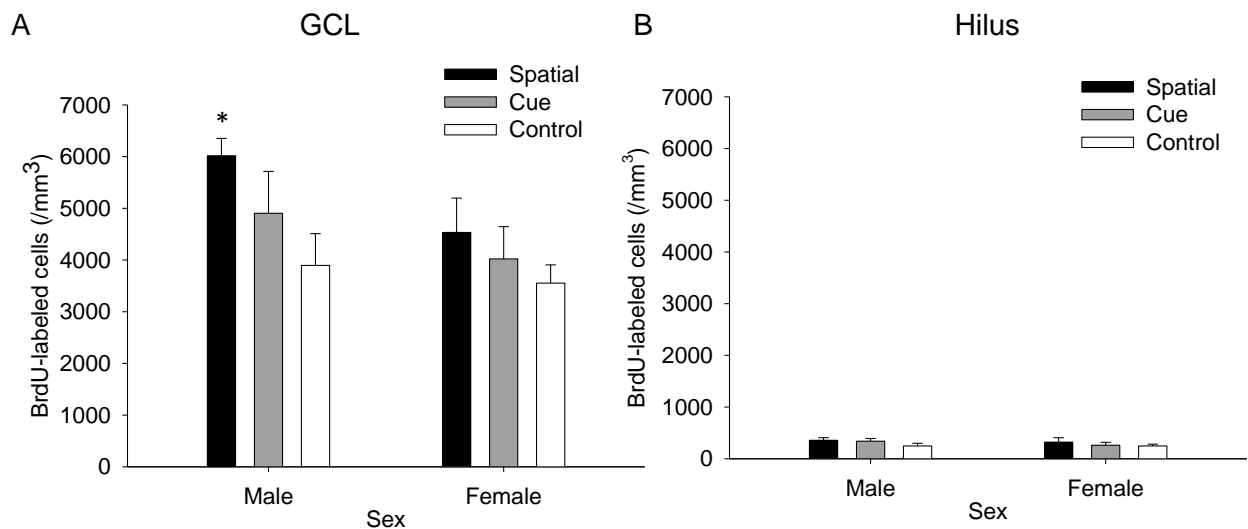 A
GCL
Spatial
Cue
Control
BrdU-labeled cells (/mm³)
7000
6000
5000
4000
3000
2000
1000
0
*
Male
Female
Sex
B
Hilus
Spatial
Cue
Control
BrdU-labeled cells (/mm³)
7000
6000
5000
4000
3000
2000
1000
0
Male
Female
Sex